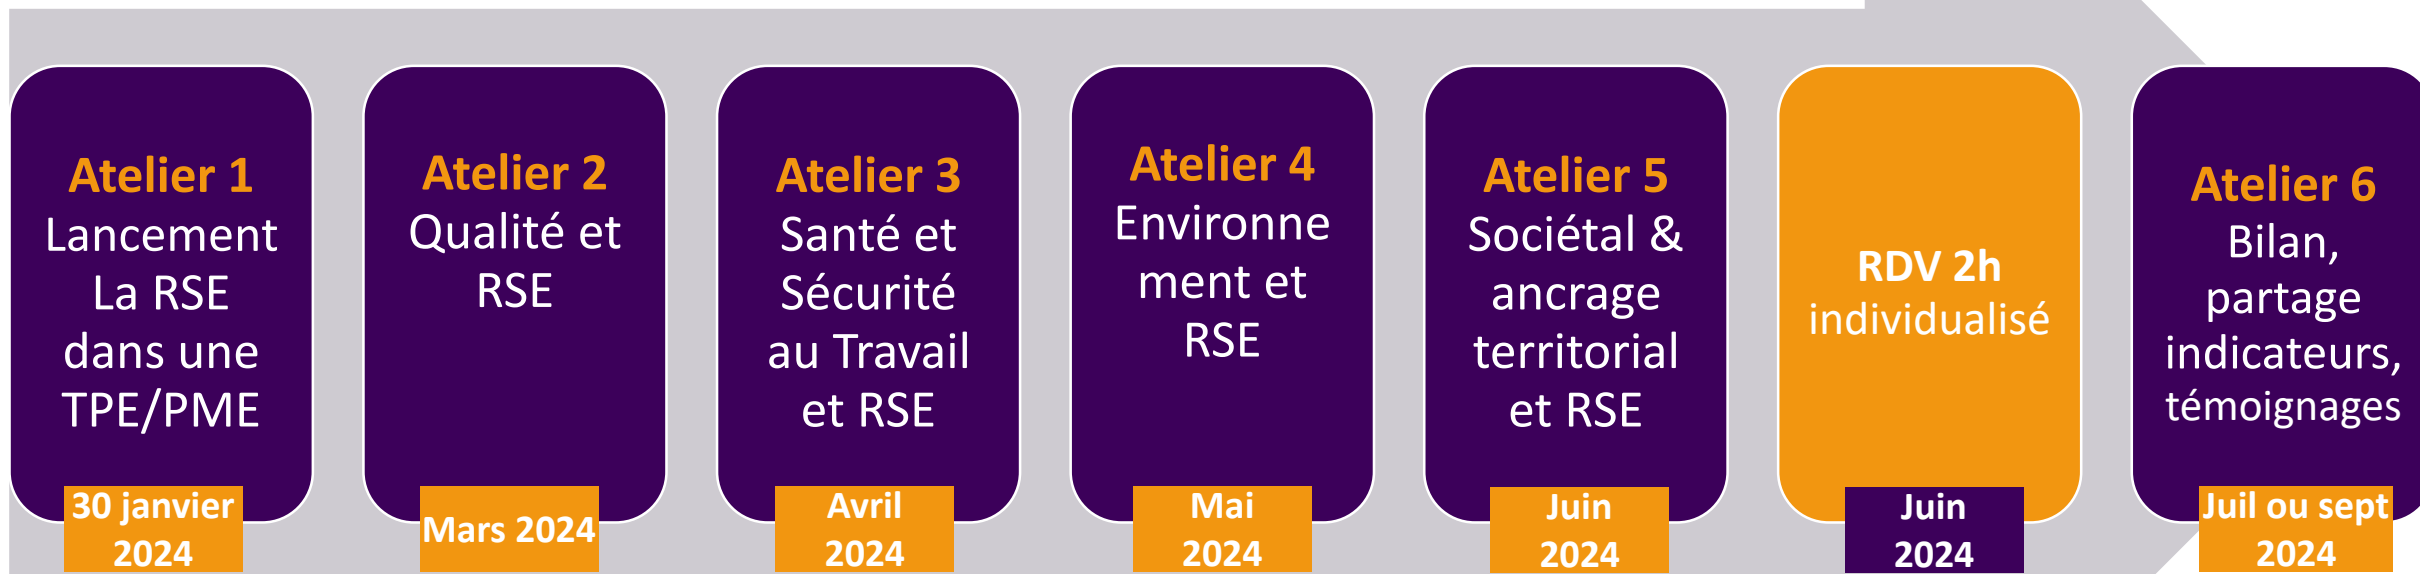 Atelier 1
Lancement
La RSE
dans une
TPE/PME
30 janvier
2024
Atelier 2
Qualité et
RSE
Mars 2024
Atelier 3
Santé et
Sécurité
au Travail
et RSE
Avril
2024
Atelier 4
Environne
ment et
RSE
Mai
2024
Atelier 5
Sociétal &
ancrage
territorial
et RSE
Juin
2024
RDV 2h
individualisé
Juin
2024
Atelier 6
Bilan,
partage
indicateurs,
témoignages
Juil ou sept
2024